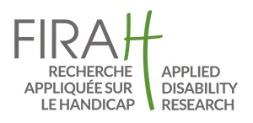 FIRAH
RECHERCHE
APPLIQUÉE SUR
LE HANDICAP
APPLIED
DISABILITY
RESEARCH